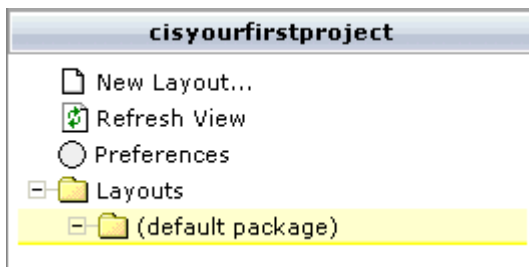 cisyourfirstproject
New Layout...
Refresh View
Preferences
Layouts
(default package)